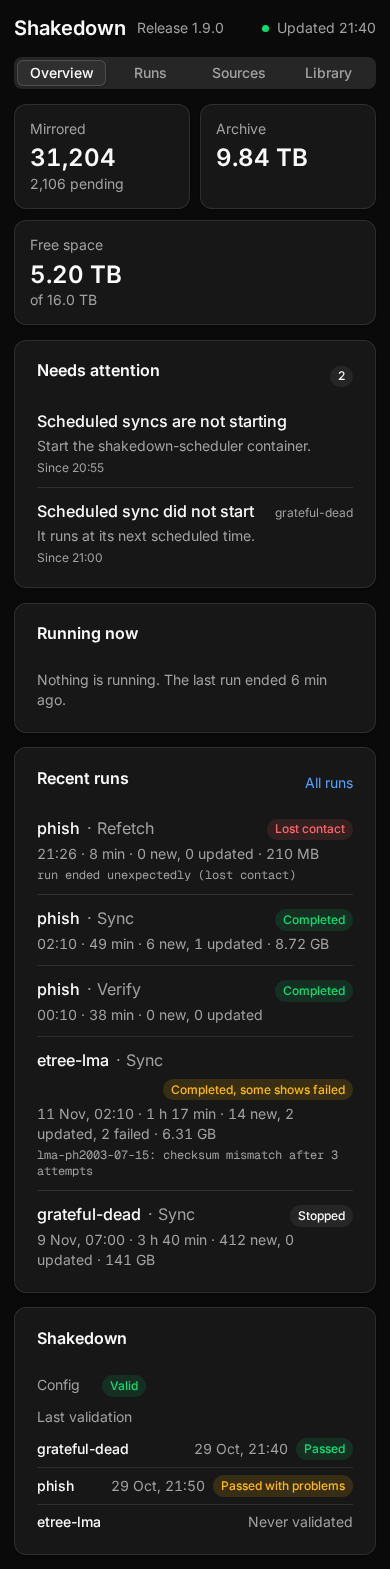 Shakedown Release 1.9.0 Updated 21:40
Overview Runs Sources Library
Mirrored
31,204
2,106 pending
Archive
9.84 TB
Free space
5.20 TB
of 16.0 TB
Needs attention 2
Scheduled syncs are not starting
Start the shakedown-scheduler container.
Since 20:55
Scheduled sync did not start grateful-dead
It runs at its next scheduled time.
Since 21:00
Running now
Nothing is running. The last run ended 6 min
ago.
Recent runs All runs
phish · Refetch Lost contact
21:26 · 8 min · 0 new, 0 updated · 210 MB
run ended unexpectedly (lost contact)
phish · Sync Completed
02:10 · 49 min · 6 new, 1 updated · 8.72 GB
phish · Verify Completed
00:10 · 38 min · 0 new, 0 updated
etree-lma · Sync
Completed, some shows failed
11 Nov, 02:10 · 1 h 17 min · 14 new, 2
updated, 2 failed · 6.31 GB
lma-ph2003-07-15: checksum mismatch after 3
attempts
grateful-dead · Sync Stopped
9 Nov, 07:00 · 3 h 40 min · 412 new, 0
updated · 141 GB
Shakedown
Config Valid
Last validation
grateful-dead 29 Oct, 21:40 Passed
phish 29 Oct, 21:50 Passed with problems
etree-lma Never validated